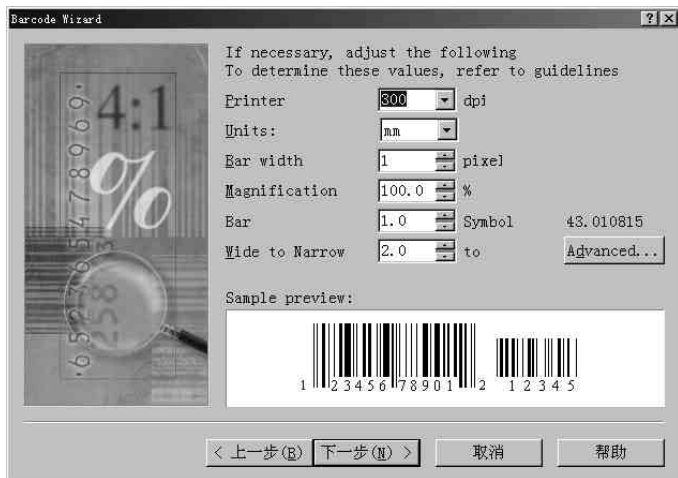 Barcode Wizard
If necessary, adjust the following
To determine these values, refer to guidelines
Printer 300 dpi
Units: mm
Bar width 1 pixel
Magnification 100.0 %
Bar 1.0 Symbol 43.010815
Wide to Narrow 2.0 to Advanced...
Sample preview:
1 23456 78901 2 12345
4:1
%
·652765478969·
258
< 上一步(B) 下一步(N) > 取消 帮助